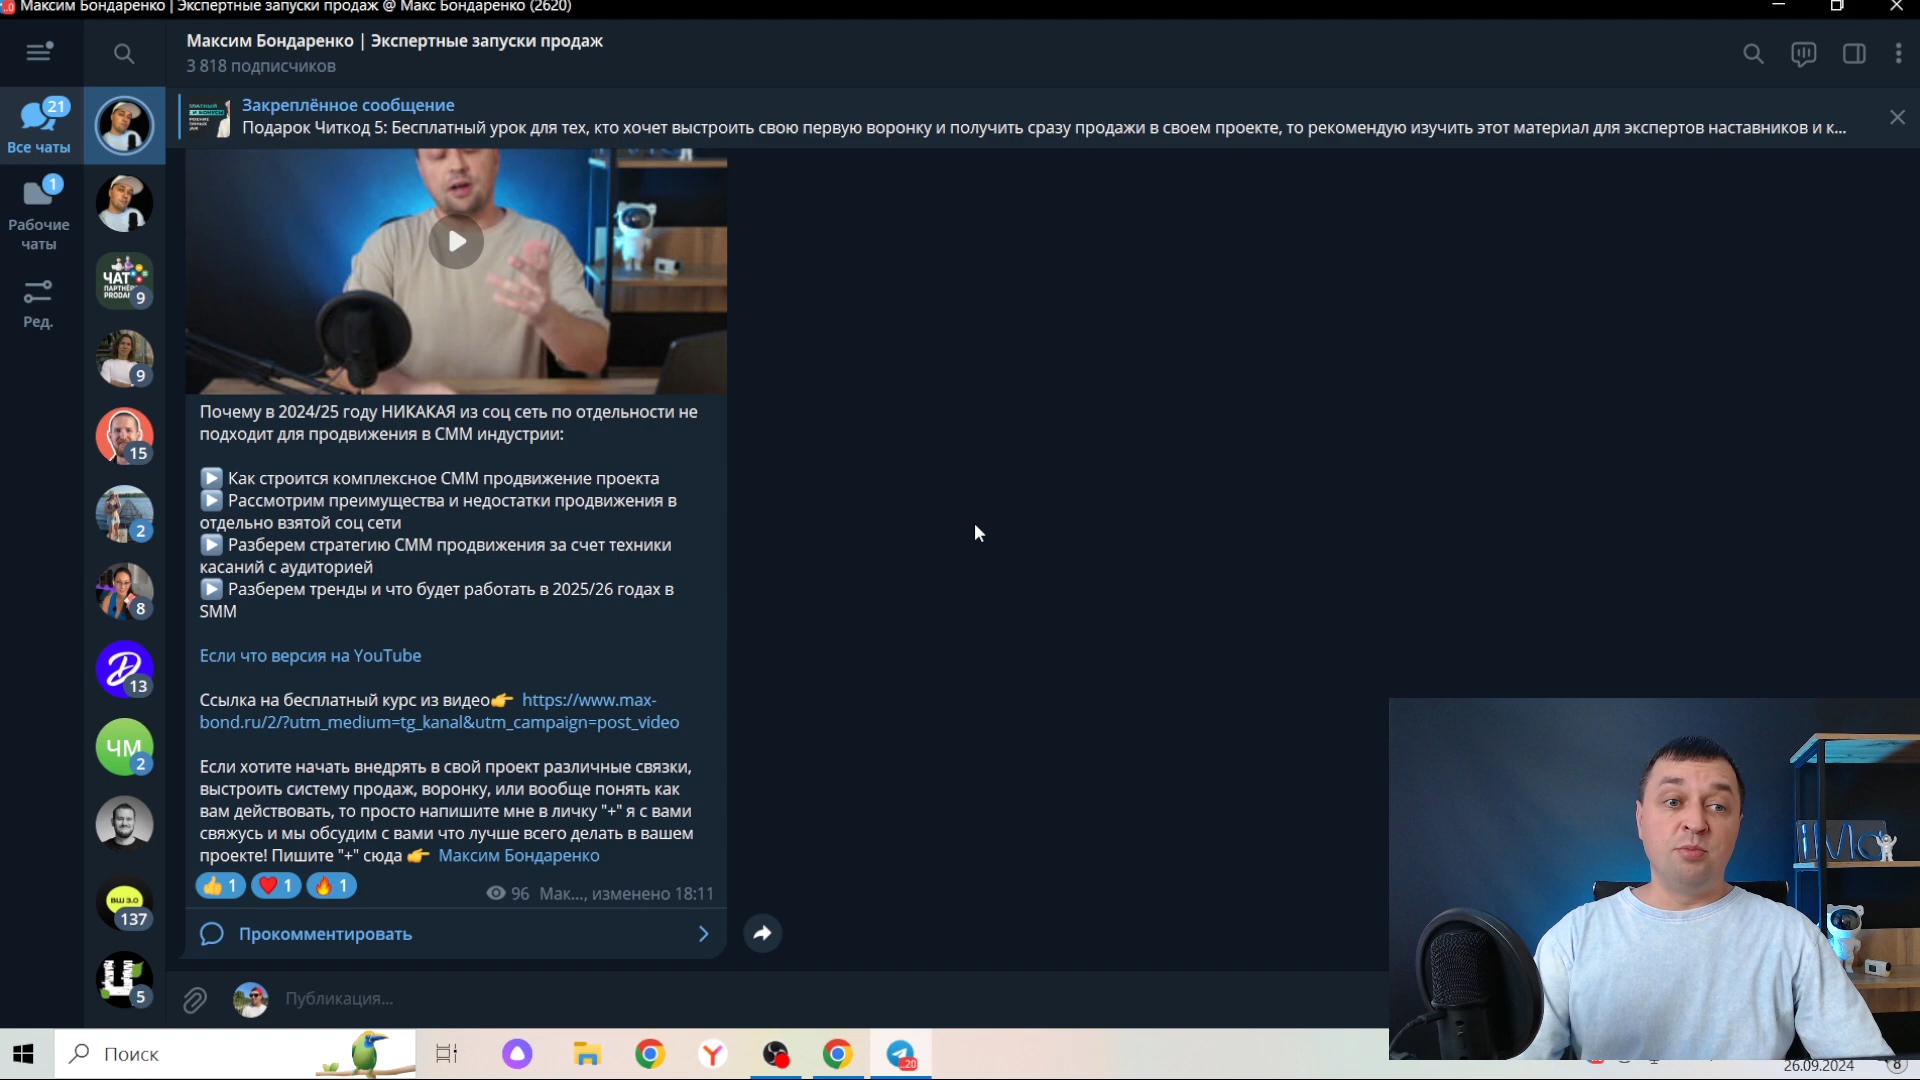 Максим Бондаренко | Экспертные запуски продаж @ Макс Бондаренко (2620)
Максим Бондаренко | Экспертные запуски продаж
3 818 подписчиков
21
Все чаты
Закреплённое сообщение
Подарок Читкод 5: Бесплатный урок для тех, кто хочет выстроить свою первую воронку и получить сразу продажи в своем проекте, то рекомендую изучить этот материал для экспертов наставников и к...
1
Рабочие
чаты
Ред.
ЧАТ
9
9
15
2
8
13
ЧМ
2
ВШ 3.0
137
5
Почему в 2024/25 году НИКАКАЯ из соц сеть по отдельности не
подходит для продвижения в СММ индустрии:
Как строится комплексное СММ продвижение проекта
Рассмотрим преимущества и недостатки продвижения в
отдельно взятой соц сети
Разберем стратегию СММ продвижения за счет техники
касаний с аудиторией
Разберем тренды и что будет работать в 2025/26 годах в
SMM
Если что версия на YouTube
Ссылка на бесплатный курс из видео👉 https://www.max-
bond.ru/2/?utm_medium=tg_kanal&utm_campaign=post_video
Если хотите начать внедрять в свой проект различные связки,
выстроить систему продаж, воронку, или вообще понять как
вам действовать, то просто напишите мне в личку "+" я с вами
свяжусь и мы обсудим с вами что лучше всего делать в вашем
проекте! Пишите "+" сюда 👉 Максим Бондаренко
👍 1 ❤️ 1 🔥 1
96 Мак..., изменено 18:11
Прокомментировать
Публикация...
Поиск
20
26.09.2024
8